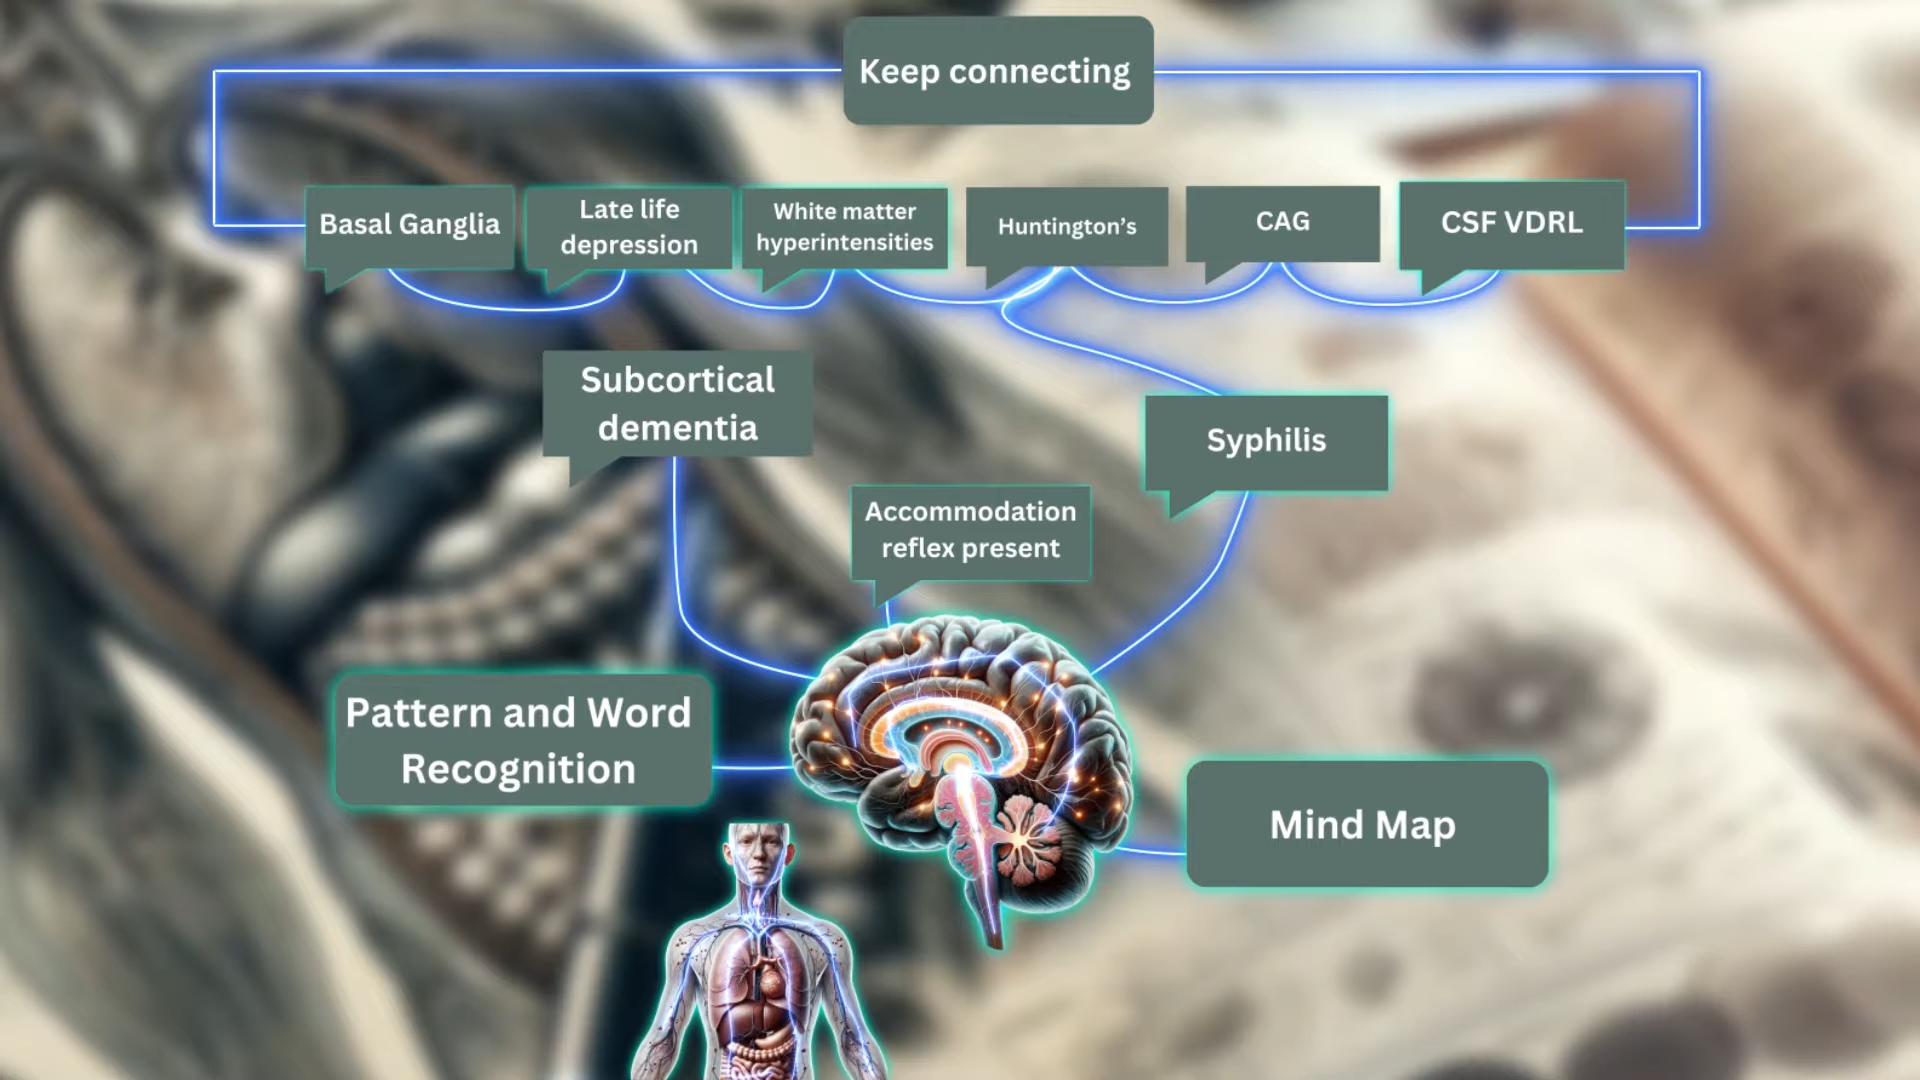 Keep connecting
Basal Ganglia
Late life
depression
White matter
hyperintensities
Huntington’s
CAG
CSF VDRL
Subcortical
dementia
Syphilis
Accommodation
reflex present
Pattern and Word
Recognition
Mind Map